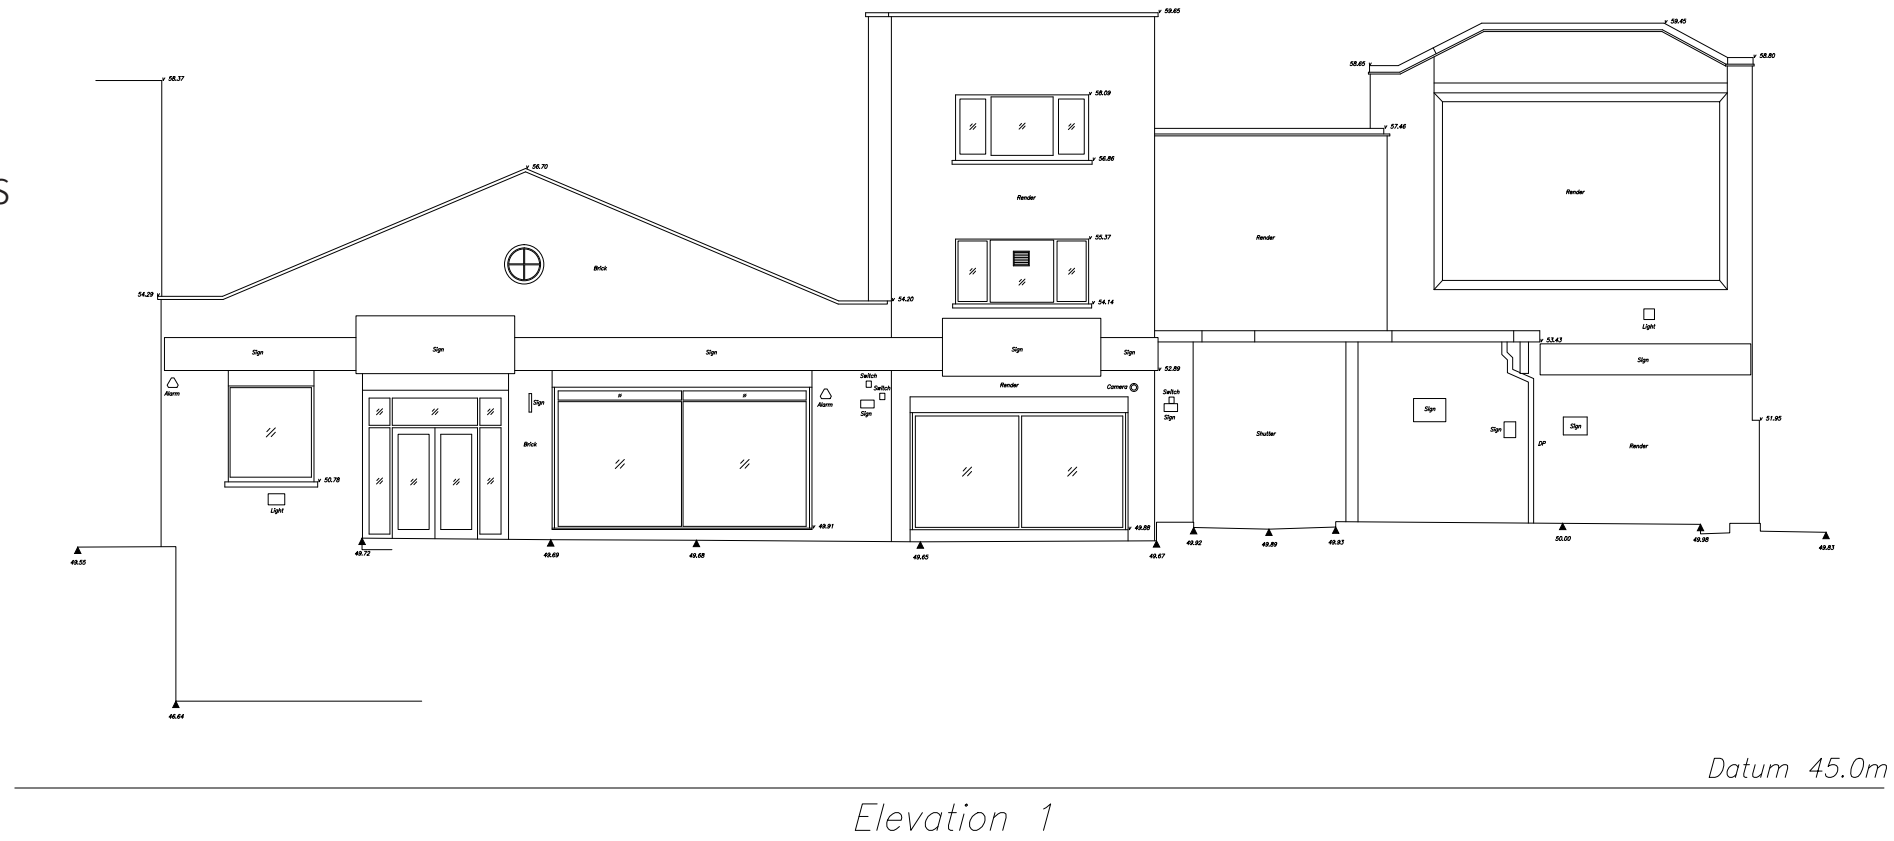 59.65
59.45
58.65
58.80
58.37
58.09
57.46
56.86
56.70
S
Render
Render
Render
55.37
Brick
54.29
54.20
54.14
Light
53.43
Sign
Sign
Sign
Sign
Sign
Sign
52.89
Switch
Switch
Alarm
Alarm
Render
Camera
Switch
Sign
Sign
Sign
Sign
Sign
Sign
51.95
Brick
Shutter
DP
Render
50.78
Light
49.91
49.88
49.55
49.72
49.69
49.68
49.65
49.67
49.92
49.89
49.93
50.00
49.98
49.83
46.64
Datum 45.0m
Elevation 1